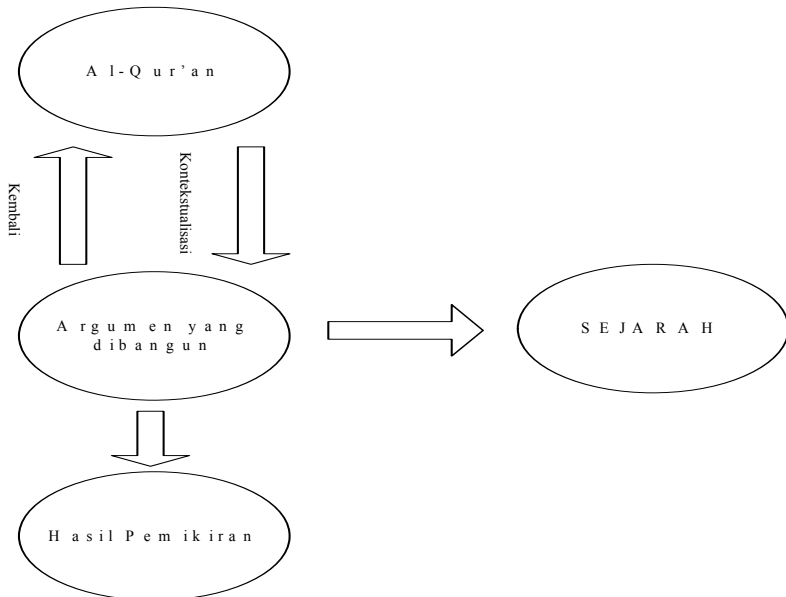 Al-Qur’an
Kembali
Kontekstualisasi
Argumen yang
dibangun
SEJARAH
Hasil Pemikiran